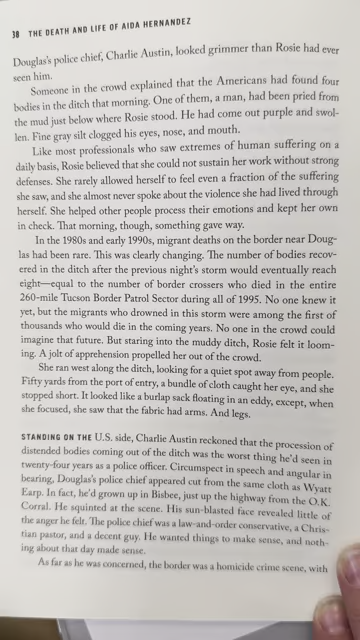 38 THE DEATH AND LIFE OF AIDA HERNANDEZ
Douglas's police chief, Charlie Austin, looked grimmer than Rosie had ever
seen him.
Someone in the crowd explained that the Americans had found four
bodies in the ditch that morning. One of them, a man, had been pried from
the mud just below where Rosie stood. He had come out purple and swol-
len. Fine gray silt clogged his eyes, nose, and mouth.
Like most professionals who saw extremes of human suffering on a
daily basis, Rosie believed that she could not sustain her work without strong
defenses. She rarely allowed herself to feel even a fraction of the suffering
she saw, and she almost never spoke about the violence she had lived through
herself. She helped other people process their emotions and kept her own
in check. That morning, though, something gave way.
In the 1980s and early 1990s, migrant deaths on the border near Doug-
las had been rare. This was clearly changing. The number of bodies recov-
ered in the ditch after the previous night's storm would eventually reach
eight—equal to the number of border crossers who died in the entire
260-mile Tucson Border Patrol Sector during all of 1995. No one knew it
yet, but the migrants who drowned in this storm were among the first of
thousands who would die in the coming years. No one in the crowd could
imagine that future. But staring into the muddy ditch, Rosie felt it loom-
ing. A jolt of apprehension propelled her out of the crowd.
She ran west along the ditch, looking for a quiet spot away from people.
Fifty yards from the port of entry, a bundle of cloth caught her eye, and she
stopped short. It looked like a burlap sack floating in an eddy, except, when
she focused, she saw that the fabric had arms. And legs.
STANDING ON THE U.S. side, Charlie Austin reckoned that the procession of
distended bodies coming out of the ditch was the worst thing he'd seen in
twenty-four years as a police officer. Circumspect in speech and angular in
bearing, Douglas's police chief appeared cut from the same cloth as Wyatt
Earp. In fact, he'd grown up in Bisbee, just up the highway from the O.K.
Corral. He squinted at the scene. His sun-blasted face revealed little of
the anger he felt. The police chief was a law-and-order conservative, a Chris-
tian pastor, and a decent guy. He wanted things to make sense, and noth-
ing about that day made sense.
As far as he was concerned, the border was a homicide crime scene, with